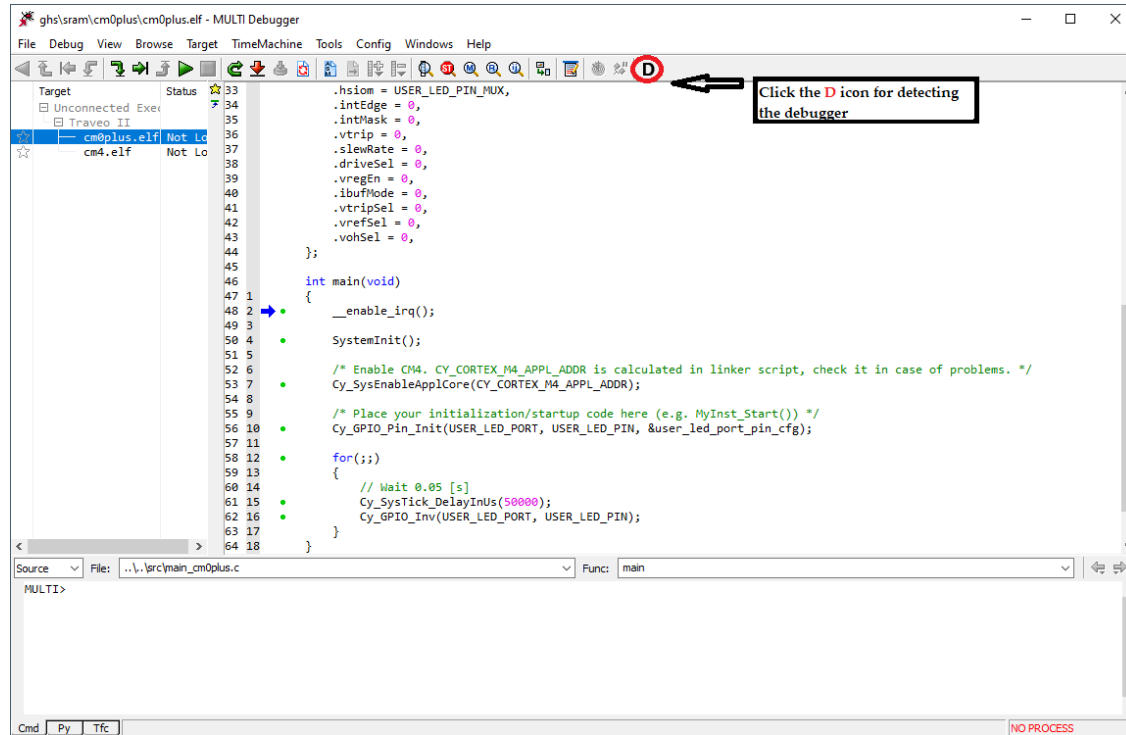 ghs\sram\cm0plus\cm0plus.elf - MULTI Debugger
File Debug View Browse Target TimeMachine Tools Config Windows Help
D
Click the D icon for detecting
the debugger
Target Status
Unconnected Exec
Traveo II
cm0plus.elf Not Lo
cm4.elf Not Lo
33 .hsiom = USER_LED_PIN_MUX,
34 .intEdge = 0,
35 .intMask = 0,
36 .vtrip = 0,
37 .slewRate = 0,
38 .driveSel = 0,
39 .vregEn = 0,
40 .ibufMode = 0,
41 .vtripSel = 0,
42 .vrefSel = 0,
43 .vohSel = 0,
44 };
45
46 int main(void)
47 1 {
48 2 __enable_irq();
49 3
50 4 SystemInit();
51 5
52 6 /* Enable CM4. CY_CORTEX_M4_APPL_ADDR is calculated in linker script, check it in case of problems. */
53 7 Cy_SysEnableApplCore(CY_CORTEX_M4_APPL_ADDR);
54 8
55 9 /* Place your initialization/startup code here (e.g. MyInst_Start()) */
56 10 Cy_GPIO_Pin_Init(USER_LED_PORT, USER_LED_PIN, &user_led_port_pin_cfg);
57 11
58 12 for(;;)
59 13 {
60 14 // Wait 0.05 [s]
61 15 Cy_SysTick_DelayInUs(50000);
62 16 Cy_GPIO_Inv(USER_LED_PORT, USER_LED_PIN);
63 17 }
64 18 }
Source File: ..\..\src\main_cm0plus.c Func: main
MULTI>
Cmd Py Tfc NO PROCESS